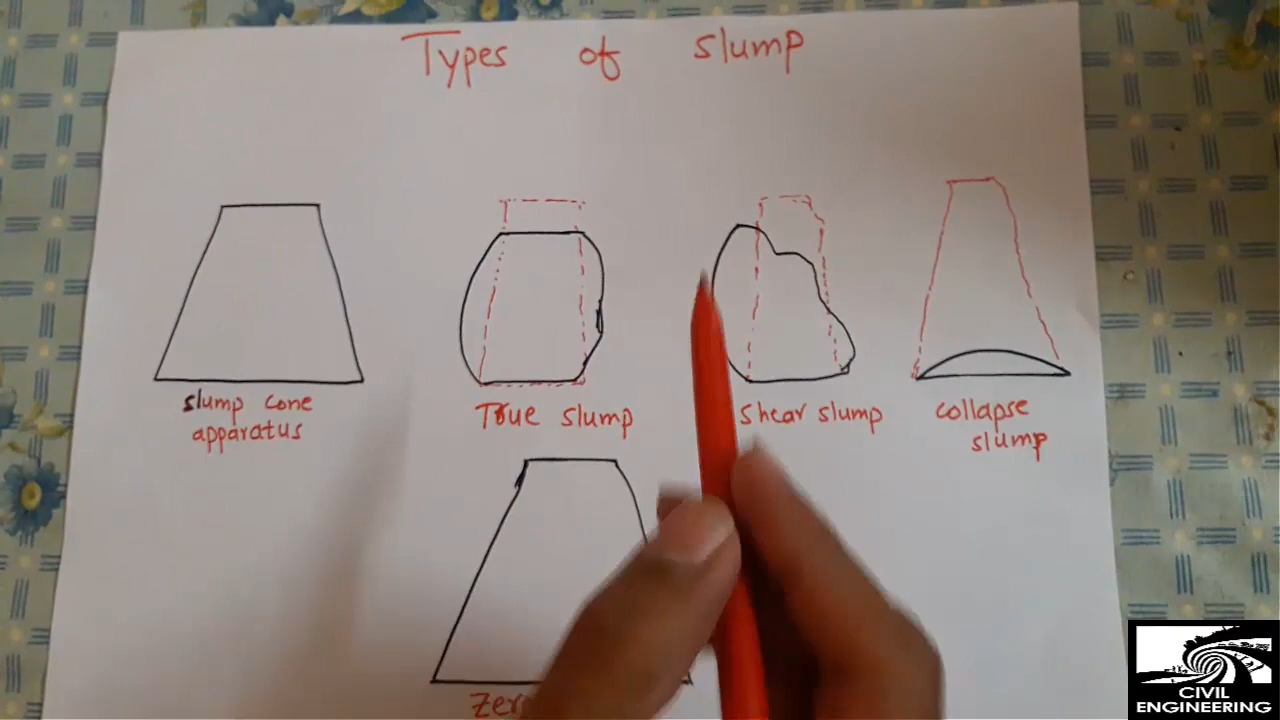 Types of slump
slump cone
apparatus
True slump
shear slump
collapse
slump
CIVIL
ENGINEERING